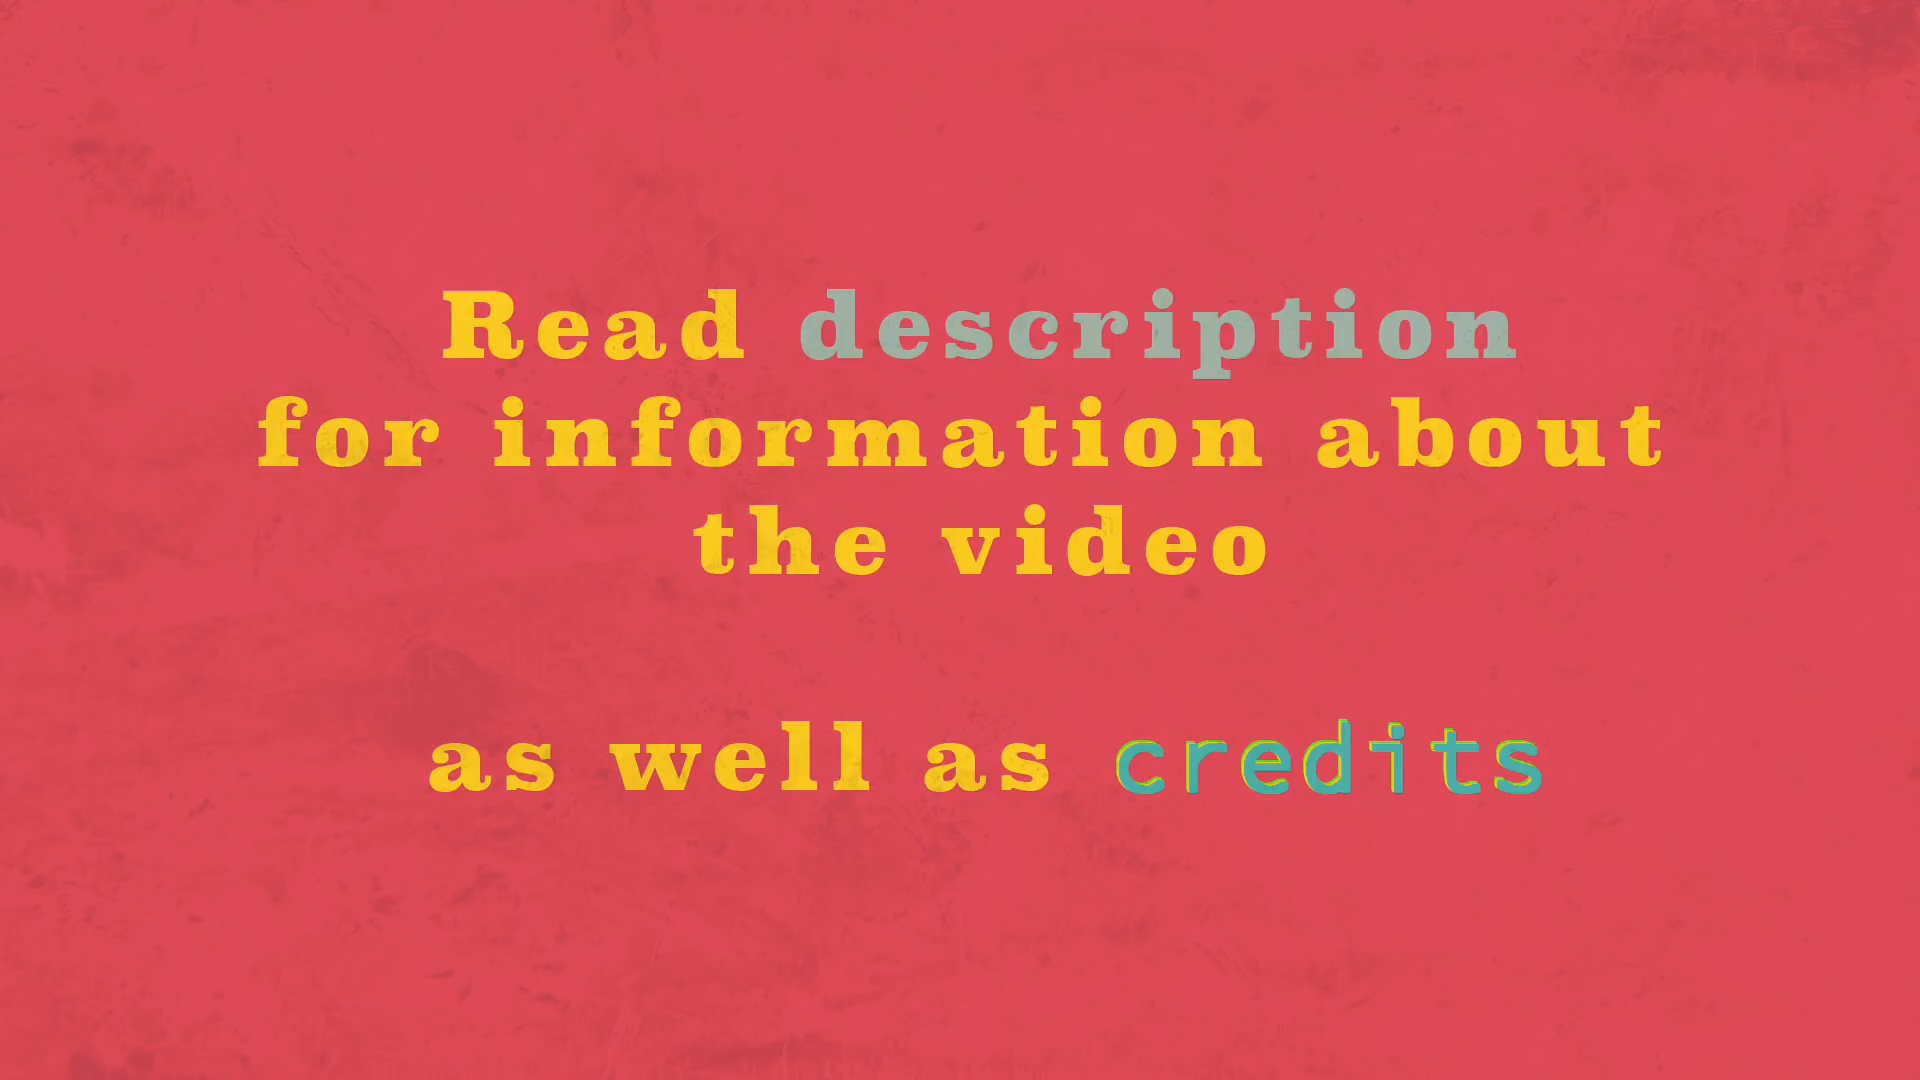 Read description
for information about
the video
as well as credits